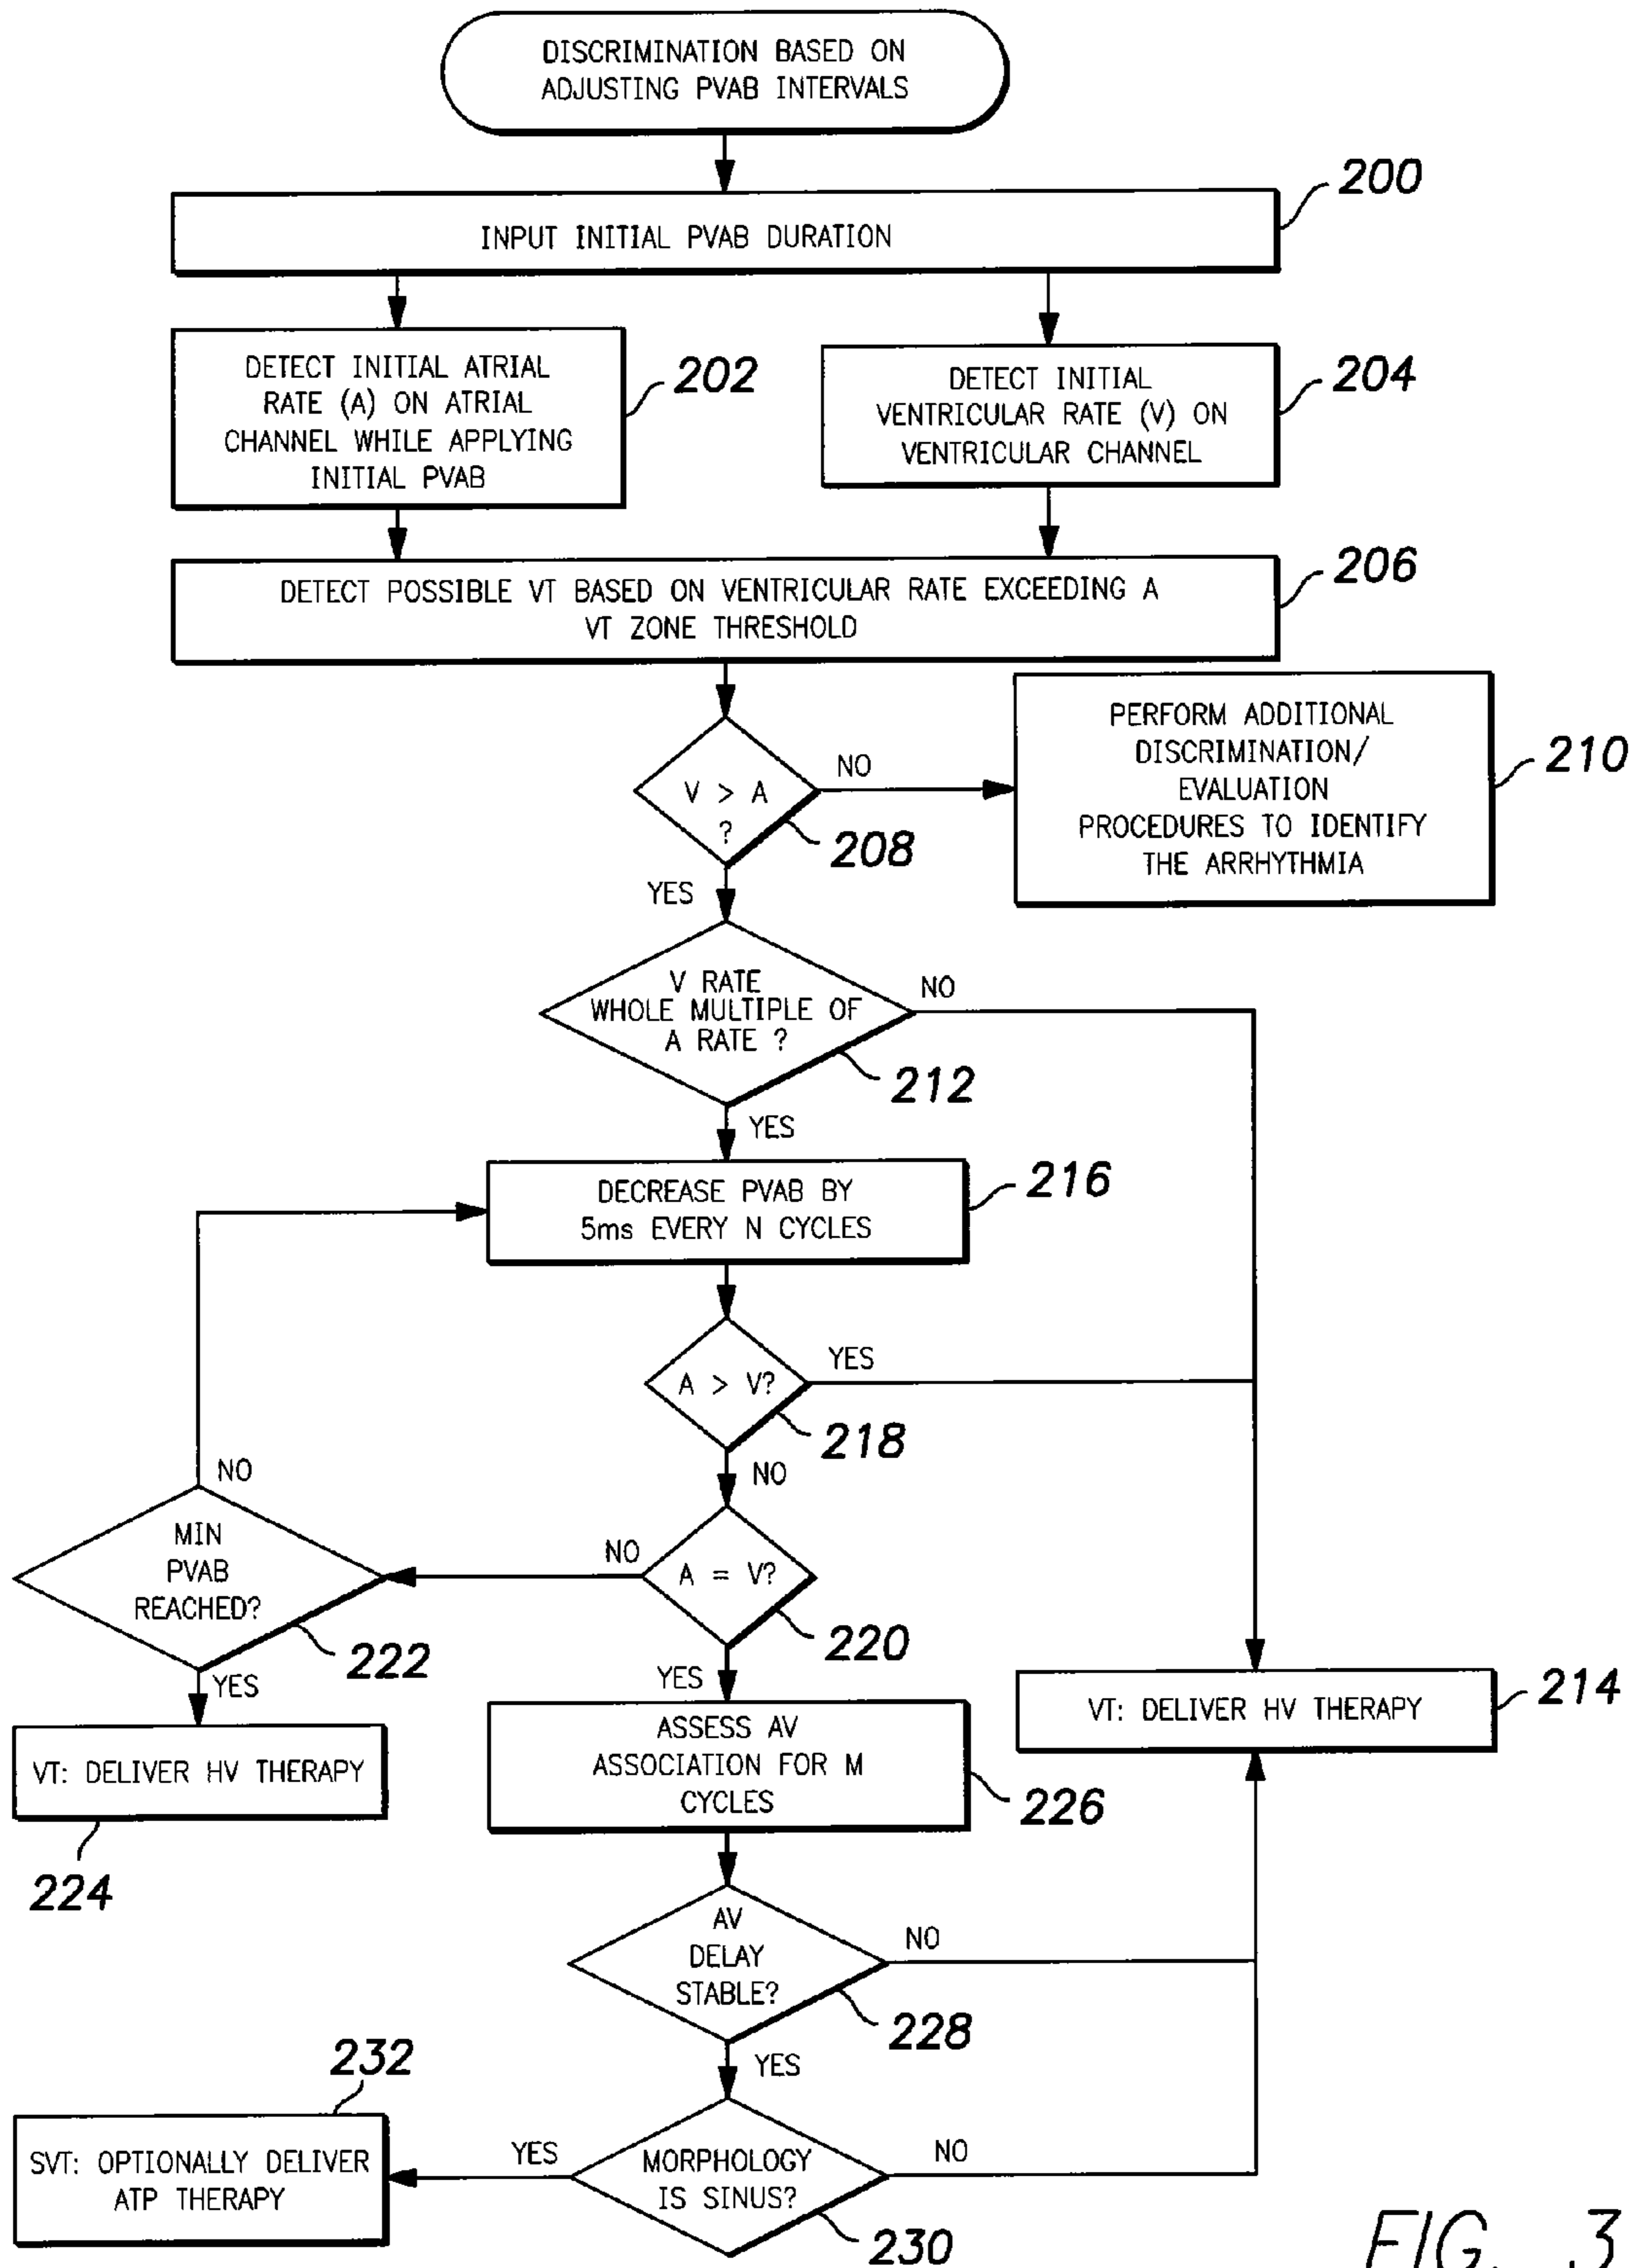 DISCRIMINATION BASED ON
ADJUSTING PVAB INTERVALS
200
INPUT INITIAL PVAB DURATION
DETECT INITIAL ATRIAL
RATE (A) ON ATRIAL
CHANNEL WHILE APPLYING
INITIAL PVAB
202
DETECT INITIAL
VENTRICULAR RATE (V) ON
VENTRICULAR CHANNEL
204
DETECT POSSIBLE VT BASED ON VENTRICULAR RATE EXCEEDING A
VT ZONE THRESHOLD
206
V > A
?
NO
208
YES
PERFORM ADDITIONAL
DISCRIMINATION/
EVALUATION
PROCEDURES TO IDENTIFY
THE ARRHYTHMIA
210
V RATE
WHOLE MULTIPLE OF
A RATE ?
NO
212
YES
DECREASE PVAB BY
5ms EVERY N CYCLES
216
A > V?
YES
218
NO
A = V?
NO
220
YES
MIN
PVAB
REACHED?
NO
222
YES
VT: DELIVER HV THERAPY
224
VT: DELIVER HV THERAPY
214
ASSESS AV
ASSOCIATION FOR M
CYCLES
226
AV
DELAY
STABLE?
NO
228
YES
MORPHOLOGY
IS SINUS?
NO
230
YES
232
SVT: OPTIONALLY DELIVER
ATP THERAPY
FIG. 3